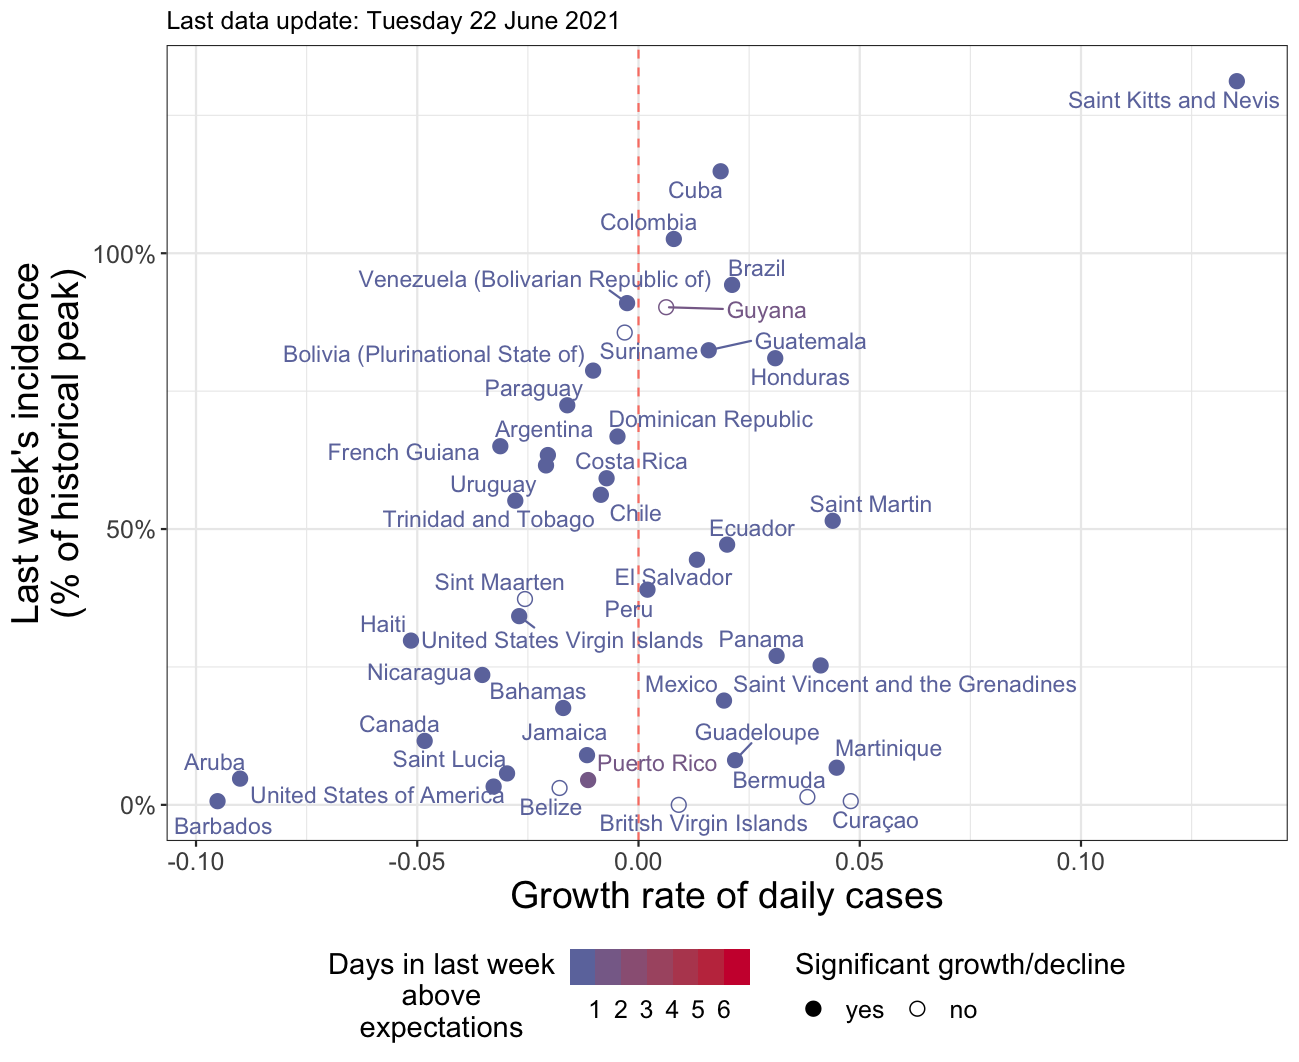 Last data update: Tuesday 22 June 2021
Saint Kitts and Nevis
Cuba
Colombia
Brazil
Venezuela (Bolivarian Republic of)
Guyana
Guatemala
Suriname
Bolivia (Plurinational State of)
Honduras
Paraguay
Dominican Republic
Argentina
French Guiana
Costa Rica
Uruguay
Saint Martin
Chile
Trinidad and Tobago
Ecuador
El Salvador
Sint Maarten
Peru
Haiti
United States Virgin Islands
Panama
Nicaragua
Mexico
Saint Vincent and the Grenadines
Bahamas
Canada
Jamaica
Guadeloupe
Martinique
Saint Lucia
Aruba
Puerto Rico
Bermuda
United States of America
Belize
British Virgin Islands
Curaçao
Barbados
100%
50%
0%
Last week's incidence
(% of historical peak)
-0.10 -0.05 0.00 0.05 0.10
Growth rate of daily cases
Days in last week
above
expectations
1 2 3 4 5 6
Significant growth/decline
yes no